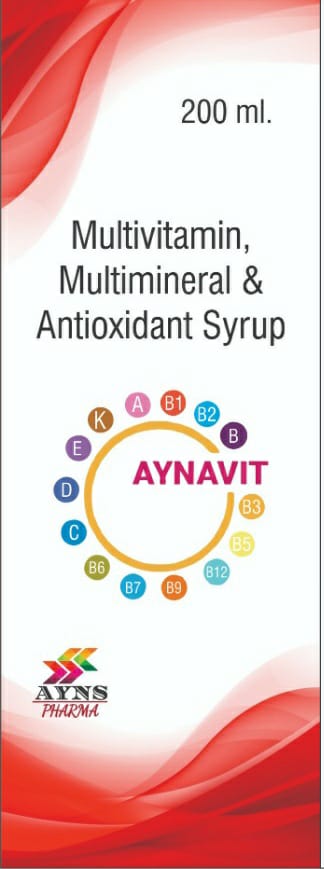 200 ml.
Multivitamin,
Multimineral &
Antioxidant Syrup
A
B1
B2
B
K
E
D
C
B6
B7
B9
B12
B5
B3
AYNAVIT
AYNS
PHARMA